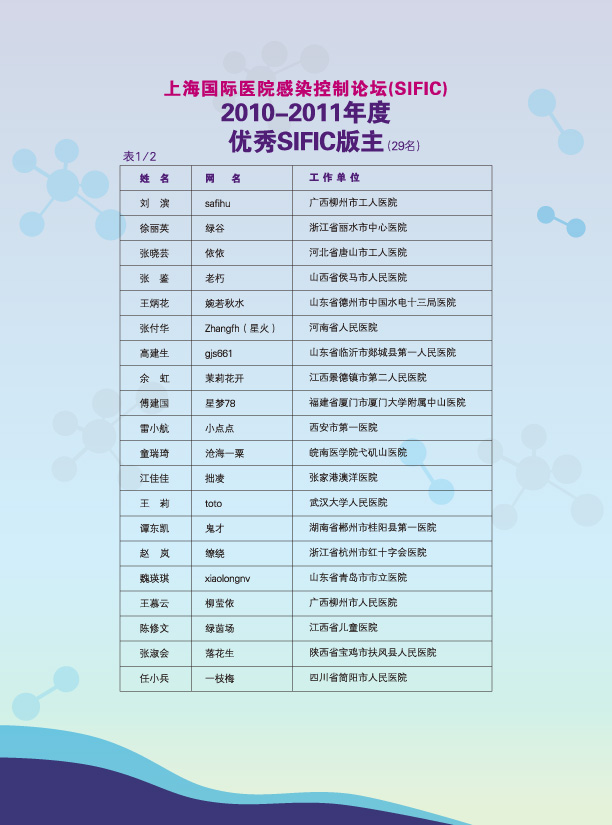 上海国际医院感染控制论坛(SIFIC)
2010-2011年度
优秀SIFIC版主(29名)
表1/2
姓 名 网 名 工作单位
刘 滨 safihu 广西柳州市工人医院
徐丽英 绿谷 浙江省丽水市中心医院
张晓芸 依依 河北省唐山市工人医院
张 鉴 老朽 山西省侯马市人民医院
王炳花 婉若秋水 山东省德州市中国水电十三局医院
张付华 Zhangfh（星火） 河南省人民医院
高建生 gjs661 山东省临沂市郯城县第一人民医院
余 虹 茉莉花开 江西景德镇市第二人民医院
傅建国 星梦78 福建省厦门市厦门大学附属中山医院
雷小航 小点点 西安市第一医院
童瑞琦 沧海一粟 皖南医学院弋矶山医院
江佳佳 拙凌 张家港澳洋医院
王 莉 toto 武汉大学人民医院
谭东凯 鬼才 湖南省郴州市桂阳县第一医院
赵 岚 缭绕 浙江省杭州市红十字会医院
魏瑛琪 xiaolongnv 山东省青岛市市立医院
王慕云 柳莹依 广西柳州市人民医院
陈修文 绿茵场 江西省儿童医院
张淑会 落花生 陕西省宝鸡市扶风县人民医院
任小兵 一枝梅 四川省简阳市人民医院